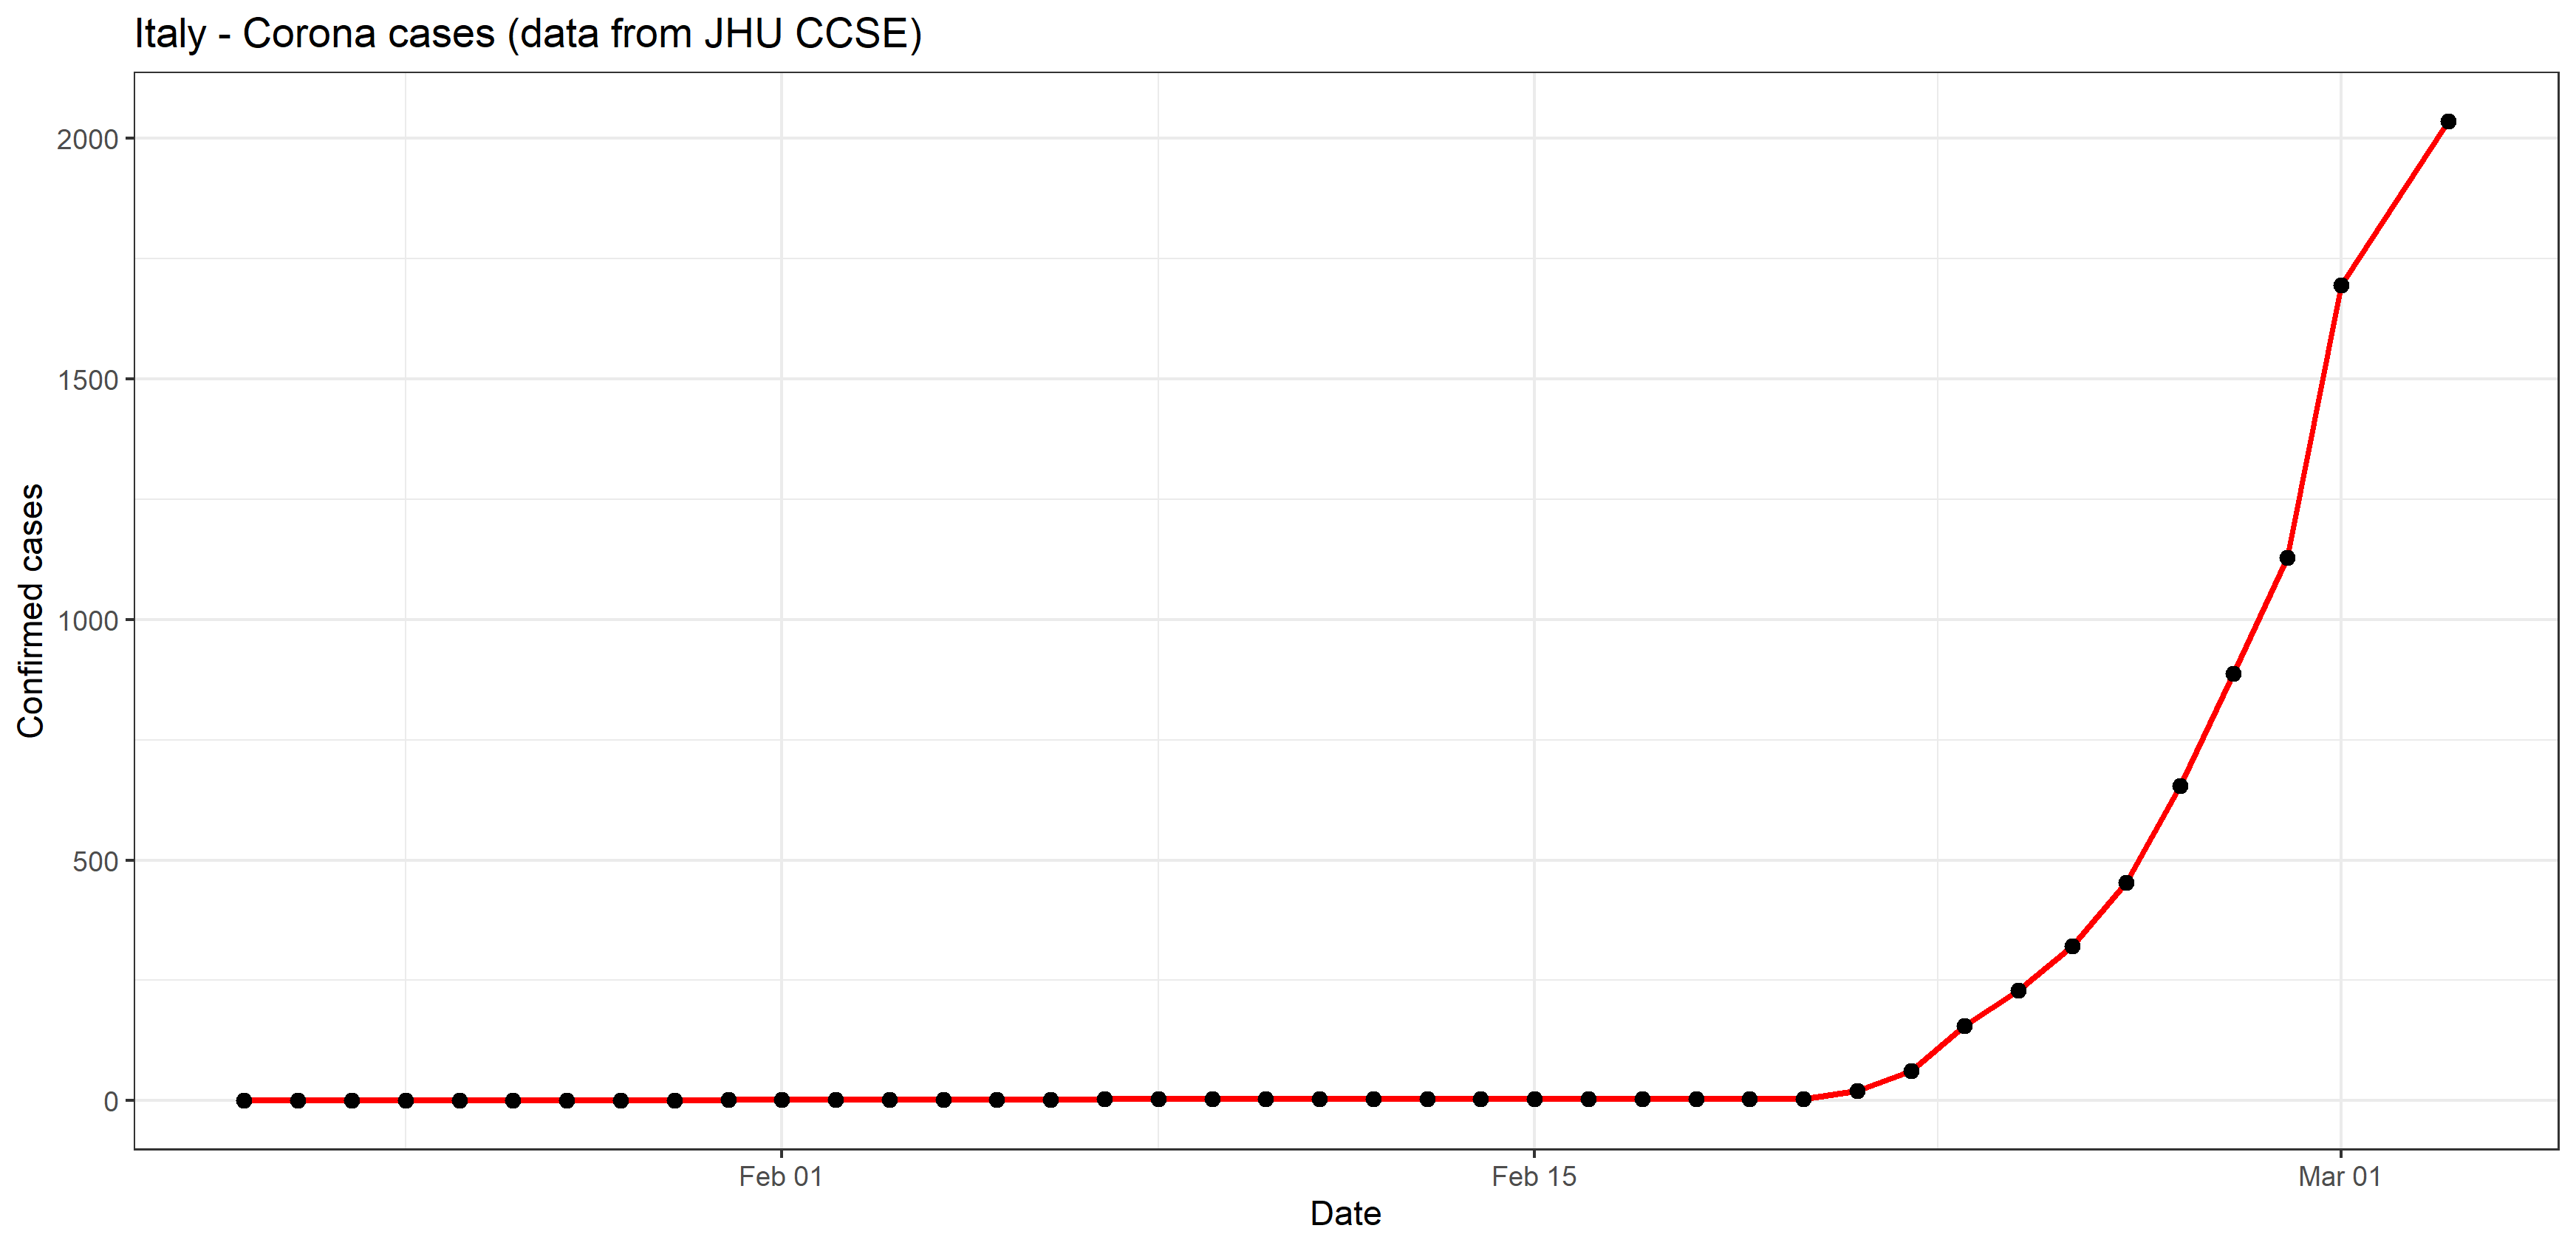 Italy - Corona cases (data from JHU CCSE)
2000
1500
1000
500
0
Confirmed cases
Feb 01
Feb 15
Mar 01
Date